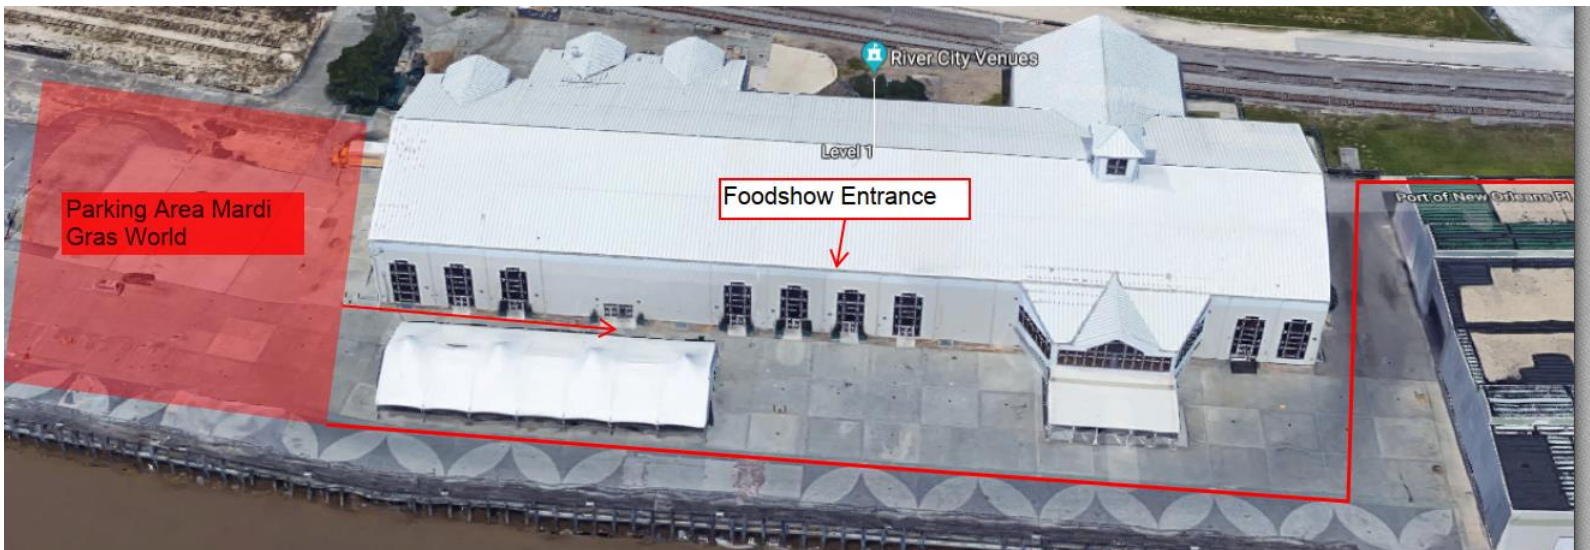 River City Venues
Level 1
Foodshow Entrance
Port of New Orleans Pl
Parking Area Mardi
Gras World